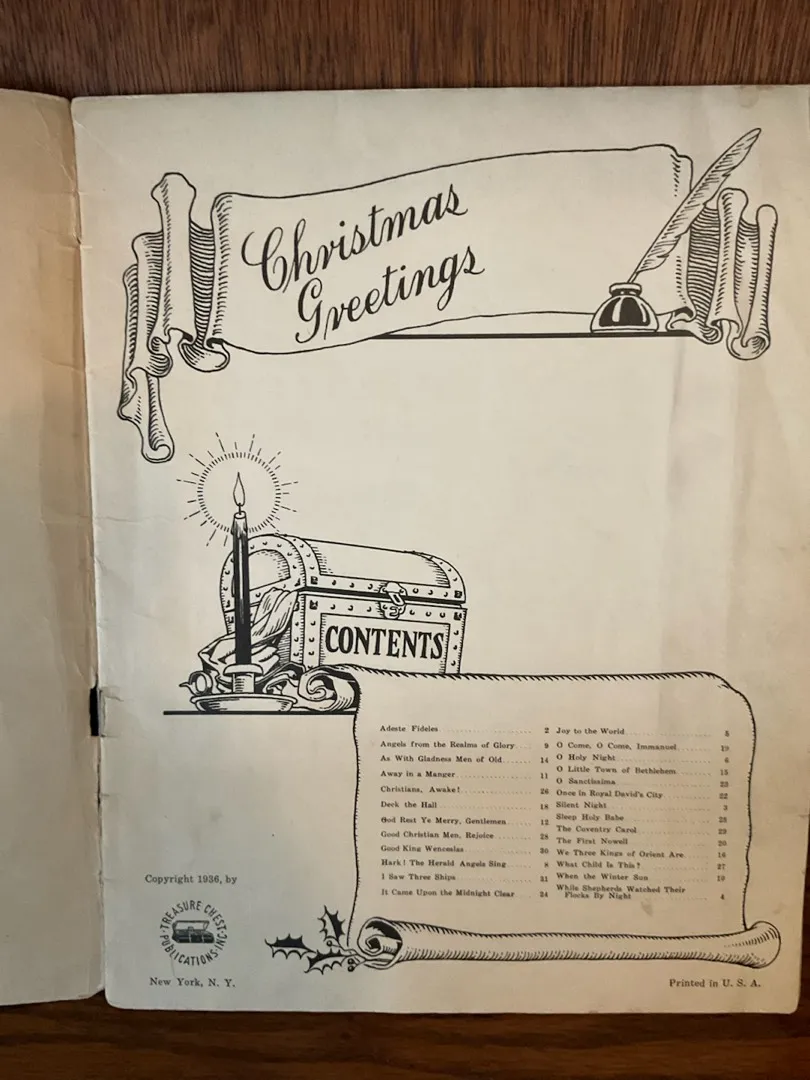 Christmas
Greetings
CONTENTS
Adeste Fideles 2
Angels from the Realms of Glory 9
As With Gladness Men of Old 14
Away in a Manger 11
Christians, Awake! 26
Deck the Hall 18
God Rest Ye Merry, Gentlemen 12
Good Christian Men, Rejoice 28
Good King Wenceslas 20
Hark! The Herald Angels Sing 8
I Saw Three Ships 21
It Came Upon the Midnight Clear 24
Joy to the World 5
O Come, O Come, Immanuel
O Holy Night 6
O Little Town of Bethlehem 15
O Sanctissima 23
Once in Royal David's City 22
Silent Night 3
Sleep Holy Babe
The Coventry Carol
The First Nowell
We Three Kings of Orient Are 16
What Child Is This? 27
When the Winter Sun
While Shepherds Watched Their
Flocks By Night 4
Copyright 1936, by
TREASURE CHEST PUBLICATIONS INC.
New York, N. Y.
Printed in U. S. A.